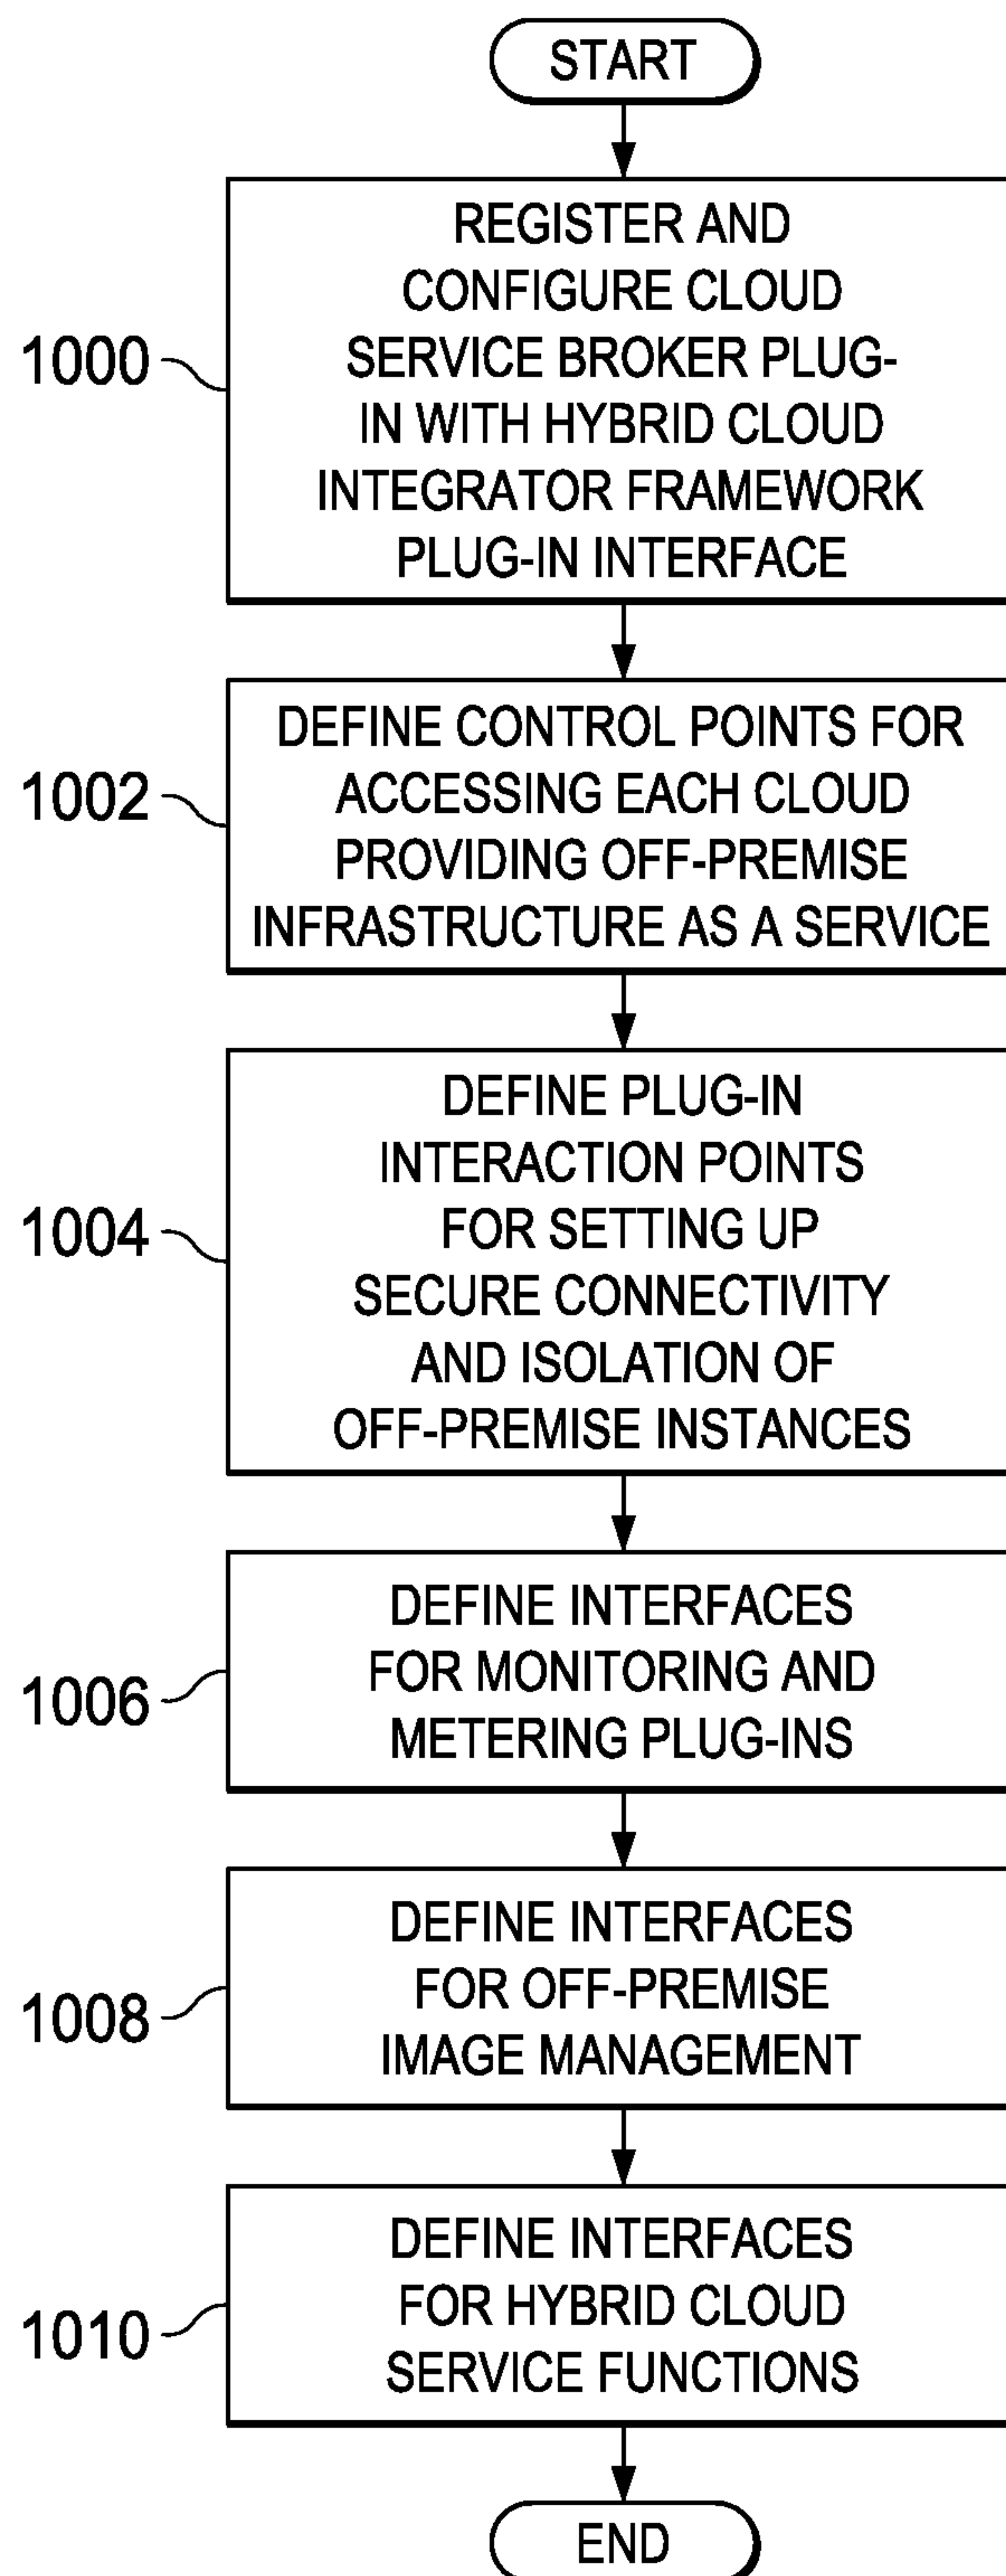 START
REGISTER AND
CONFIGURE CLOUD
SERVICE BROKER PLUG-
IN WITH HYBRID CLOUD
INTEGRATOR FRAMEWORK
PLUG-IN INTERFACE
1000
DEFINE CONTROL POINTS FOR
ACCESSING EACH CLOUD
PROVIDING OFF-PREMISE
INFRASTRUCTURE AS A SERVICE
1002
DEFINE PLUG-IN
INTERACTION POINTS
FOR SETTING UP
SECURE CONNECTIVITY
AND ISOLATION OF
OFF-PREMISE INSTANCES
1004
DEFINE INTERFACES
FOR MONITORING AND
METERING PLUG-INS
1006
DEFINE INTERFACES
FOR OFF-PREMISE
IMAGE MANAGEMENT
1008
DEFINE INTERFACES
FOR HYBRID CLOUD
SERVICE FUNCTIONS
1010
END